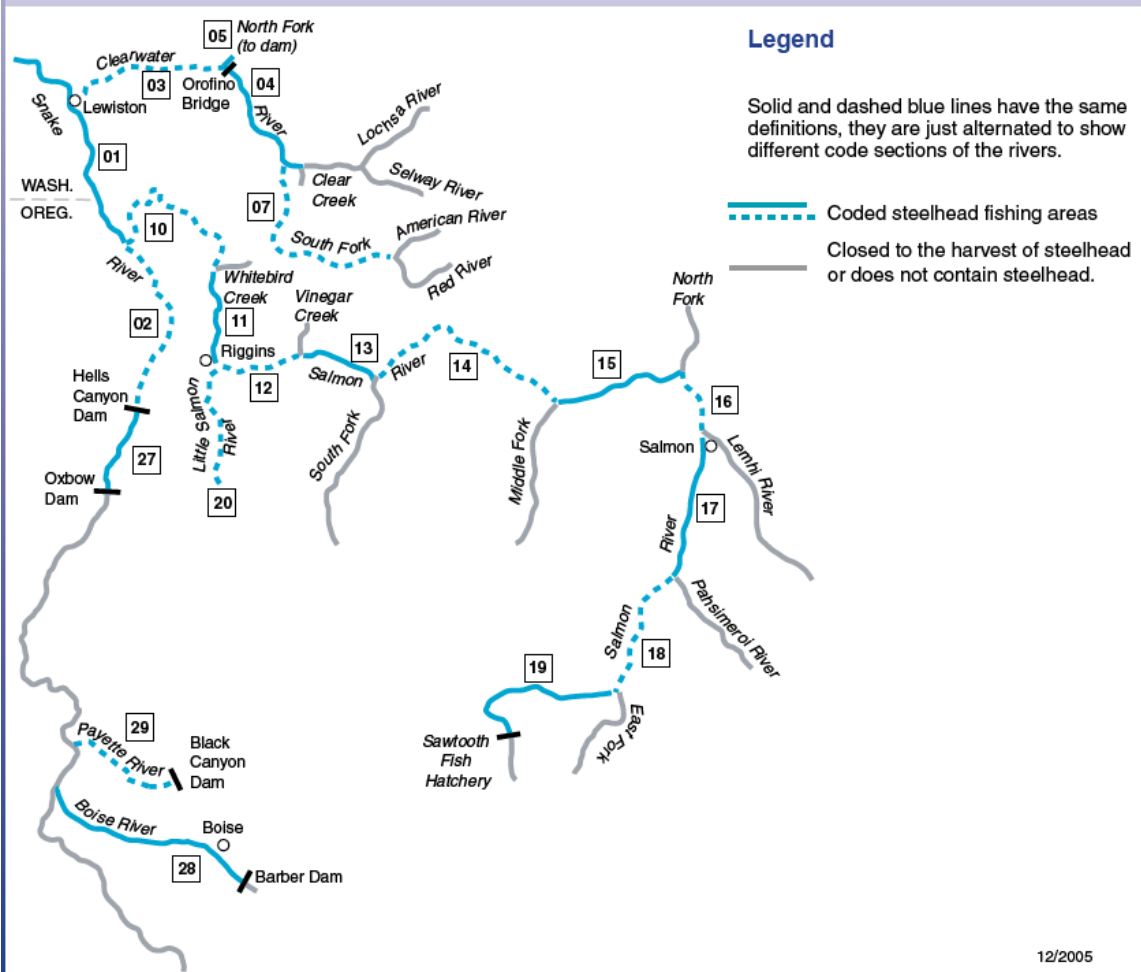 05
North Fork
(to dam)
Clearwater
03
Orofino
Bridge
04
Snake
Lewiston
River
Lochsa River
01
Clear
Creek
Selway River
WASH.
OREG.
07
10
South Fork
American River
Red River
River
Whitebird
Creek
02
11
Vinegar
Creek
North
Fork
Riggins
13
River
14
15
12
Salmon
16
Hells
Canyon
Dam
Little Salmon
River
South Fork
Middle Fork
Salmon
Lemhi River
27
Oxbow
Dam
20
17
River
Pahsimeroi River
Salmon
18
19
East Fork
Sawtooth
Fish
Hatchery
29
Payette River
Black
Canyon
Dam
Boise River
Boise
28
Barber Dam
Legend
Solid and dashed blue lines have the same
definitions, they are just alternated to show
different code sections of the rivers.
Coded steelhead fishing areas
Closed to the harvest of steelhead
or does not contain steelhead.
12/2005